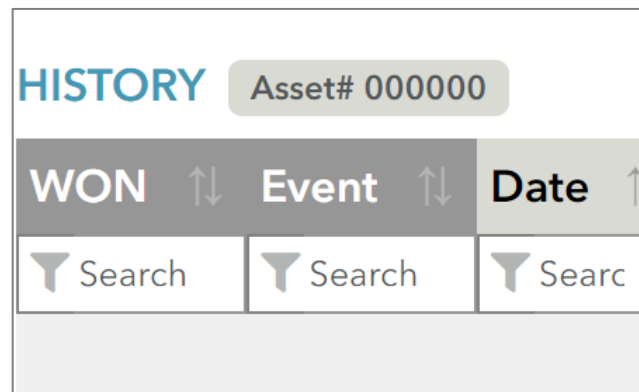 HISTORY Asset# 000000
WON Event Date
Search Search Searc